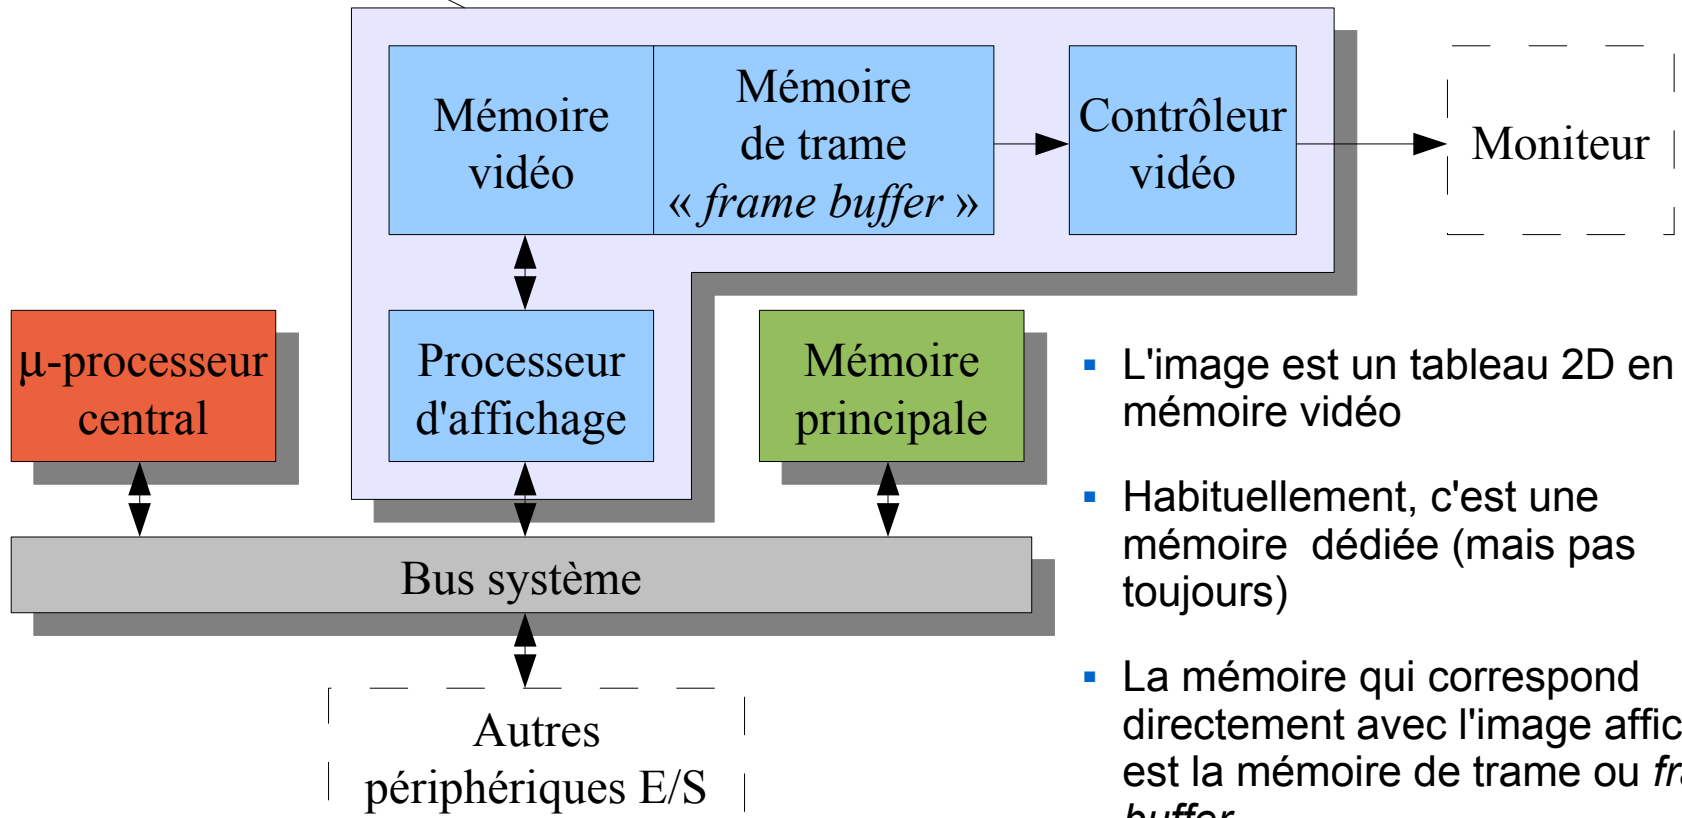 Mémoire
vidéo
Mémoire
de trame
« frame buffer »
Contrôleur
vidéo
Moniteur
μ-processeur
central
Processeur
d'affichage
Mémoire
principale
Bus système
Autres
périphériques E/S
▪ L'image est un tableau 2D en
mémoire vidéo
▪ Habituellement, c'est une
mémoire dédiée (mais pas
toujours)
▪ La mémoire qui correspond
directement avec l'image
est la mémoire de trame ou
buffer